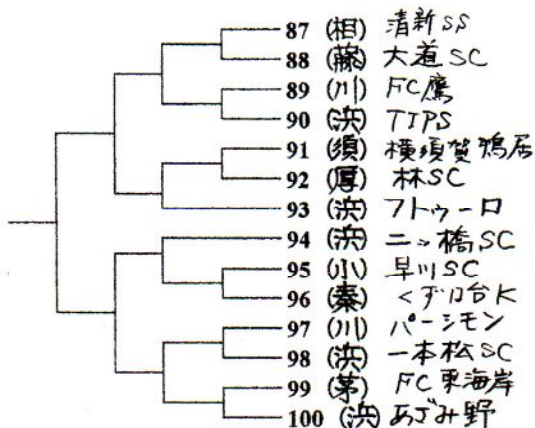 87 (相) 清新SS
88 (藤) 大道SC
89 (川) FC鷹
90 (浜) TIPS
91 (須) 横須賀鴨居
92 (厚) 林SC
93 (浜) フトゥーロ
94 (浜) 二ッ橋SC
95 (小) 早川SC
96 (秦) くず口台K
97 (川) パーシモン
98 (浜) 一本松SC
99 (茅) FC東海岸
100 (浜) あざみ野